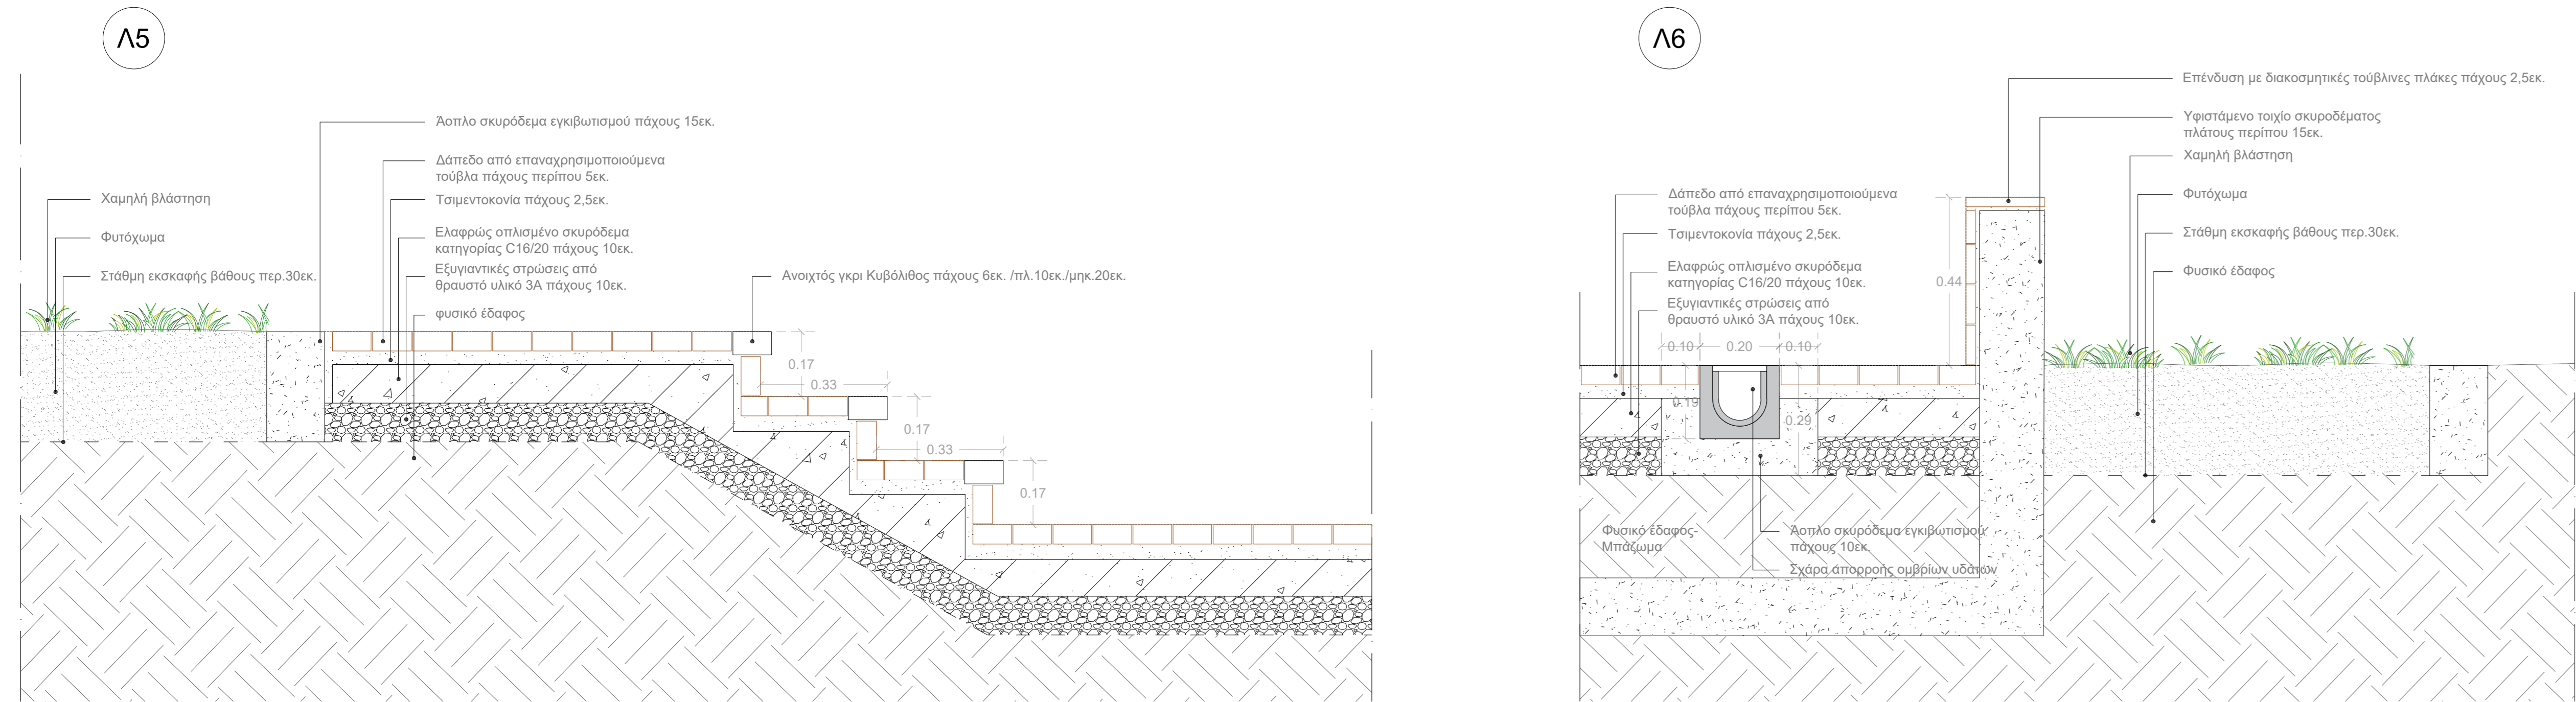 Λ5
Άοπλο σκυρόδεμα εγκιβωτισμού πάχους 15εκ.
Δάπεδο από επαναχρησιμοποιούμενα
τούβλα πάχους περίπου 5εκ.
Τσιμεντοκονία πάχους 2,5εκ.
Ελαφρώς οπλισμένο σκυρόδεμα
κατηγορίας C16/20 πάχους 10εκ.
Εξυγιαντικές στρώσεις από
θραυστό υλικό 3Α πάχους 10εκ.
φυσικό έδαφος
Χαμηλή βλάστηση
Φυτόχωμα
Στάθμη εκσκαφής βάθους περ.30εκ.
Ανοιχτός γκρι Κυβόλιθος πάχους 6εκ. /πλ.10εκ./μηκ.20εκ.
0.17
0.33
0.17
0.33
0.17
Λ6
Επένδυση με διακοσμητικές τούβλινες πλάκες πάχους 2,5εκ.
Υφιστάμενο τοιχίο σκυροδέματος
πλάτους περίπου 15εκ.
Χαμηλή βλάστηση
Φυτόχωμα
Στάθμη εκσκαφής βάθους περ.30εκ.
Φυσικό έδαφος
Δάπεδο από επαναχρησιμοποιούμενα
τούβλα πάχους περίπου 5εκ.
Τσιμεντοκονία πάχους 2,5εκ.
Ελαφρώς οπλισμένο σκυρόδεμα
κατηγορίας C16/20 πάχους 10εκ.
Εξυγιαντικές στρώσεις από
θραυστό υλικό 3Α πάχους 10εκ.
0.44
0.10
0.20
0.10
0.19
0.29
Φυσικό έδαφος-
Μπάζωμα
Άοπλο σκυρόδεμα εγκιβωτισμού
πάχους 10εκ.
Σχάρα απορροής ομβρίων υδάτων